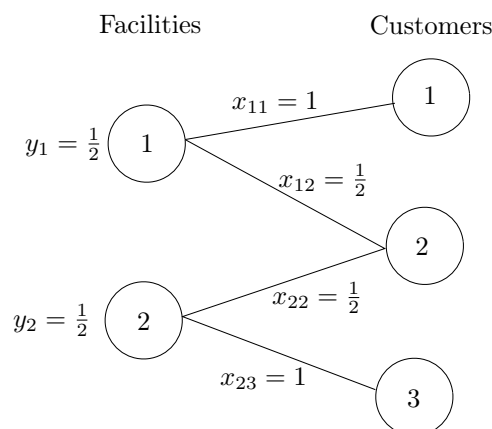 Facilities Customers
1
x₁₁ = 1
y₁ = 1/2 1
x₁₂ = 1/2
2
x₂₂ = 1/2
y₂ = 1/2 2
x₂₃ = 1
3